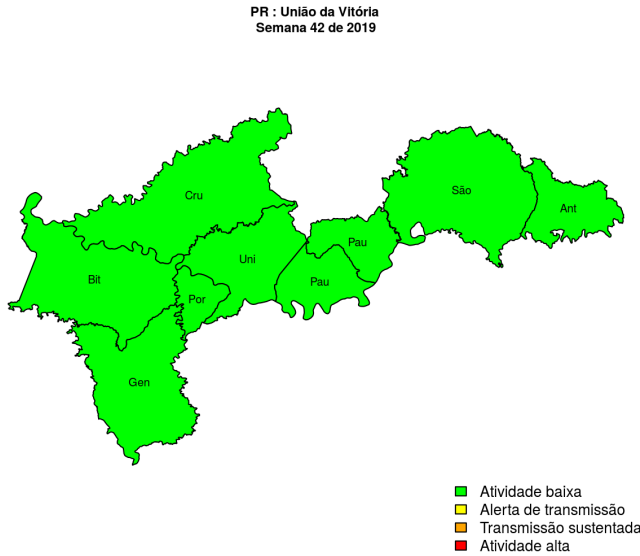 PR : União da Vitória
Semana 42 de 2019
Cru
São
Ant
Pau
Uni
Bit
Pau
Por
Gen
Atividade baixa
Alerta de transmissão
Transmissão sustentada
Atividade alta